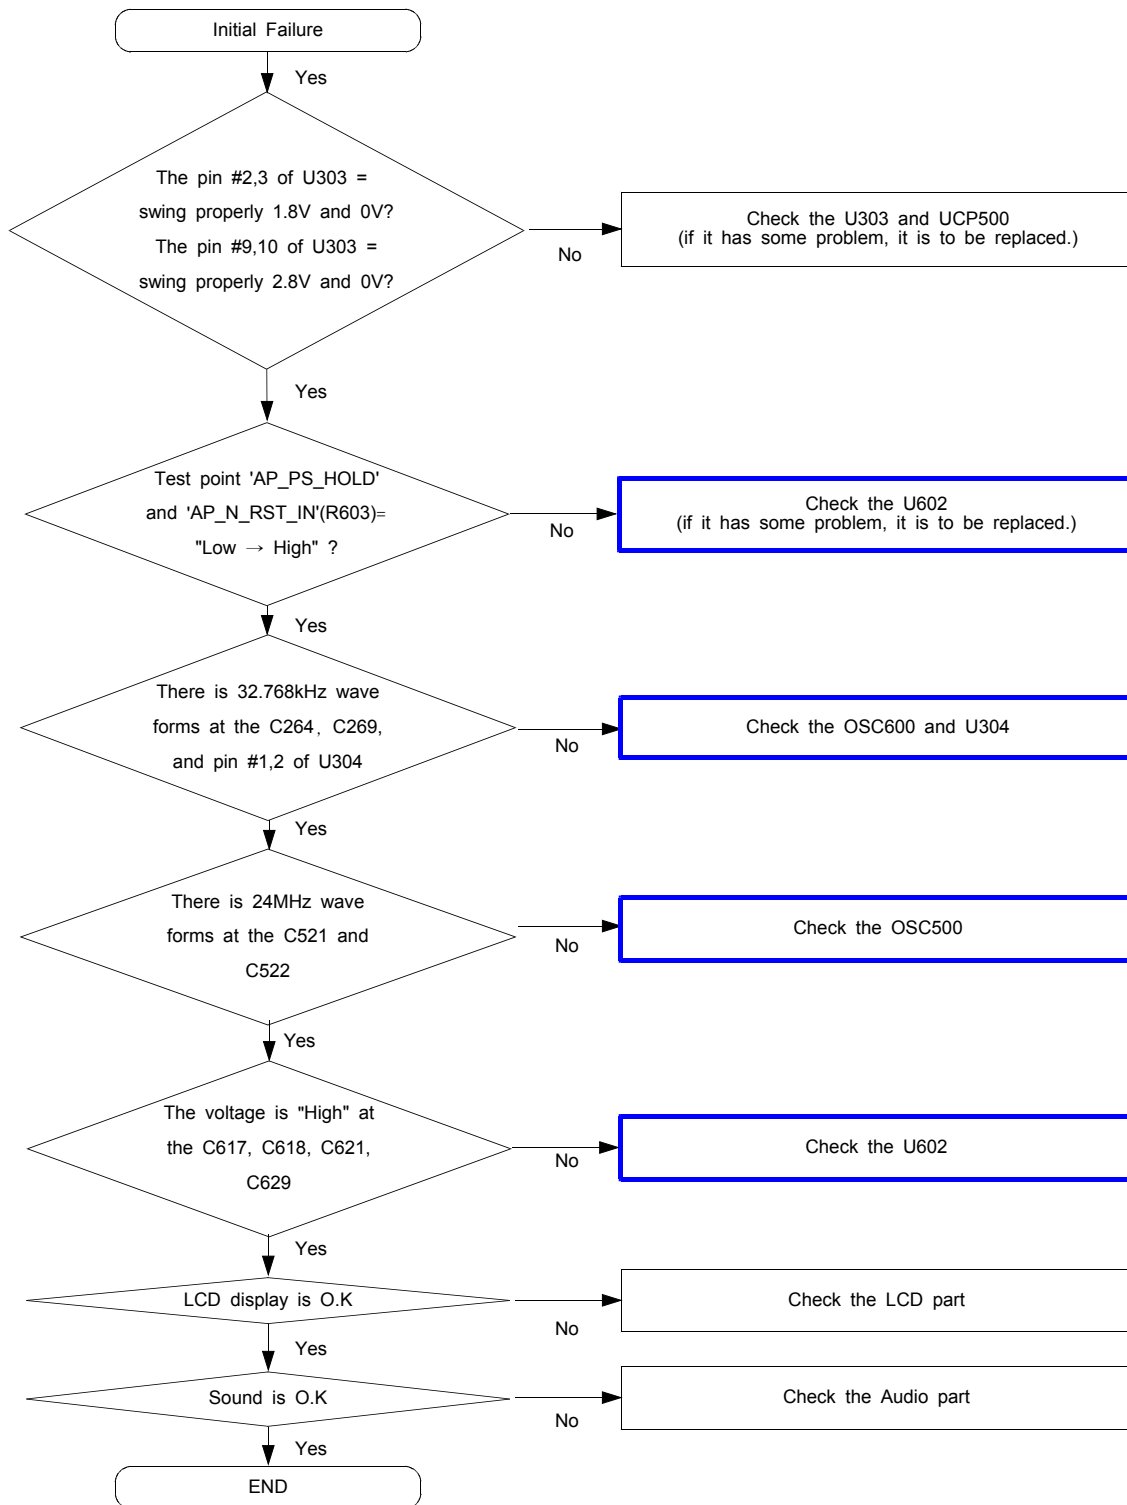 Initial Failure
Yes
The pin #2,3 of U303 =
swing properly 1.8V and 0V?
The pin #9,10 of U303 =
swing properly 2.8V and 0V?
No
Check the U303 and UCP500
(if it has some problem, it is to be replaced.)
Yes
Test point 'AP_PS_HOLD'
and 'AP_N_RST_IN'(R603)=
"Low → High" ?
No
Check the U602
(if it has some problem, it is to be replaced.)
Yes
There is 32.768kHz wave
forms at the C264, C269,
and pin #1,2 of U304
No
Check the OSC600 and U304
Yes
There is 24MHz wave
forms at the C521 and
C522
No
Check the OSC500
Yes
The voltage is "High" at
the C617, C618, C621,
C629
No
Check the U602
Yes
LCD display is O.K
No
Check the LCD part
Yes
Sound is O.K
No
Check the Audio part
Yes
END